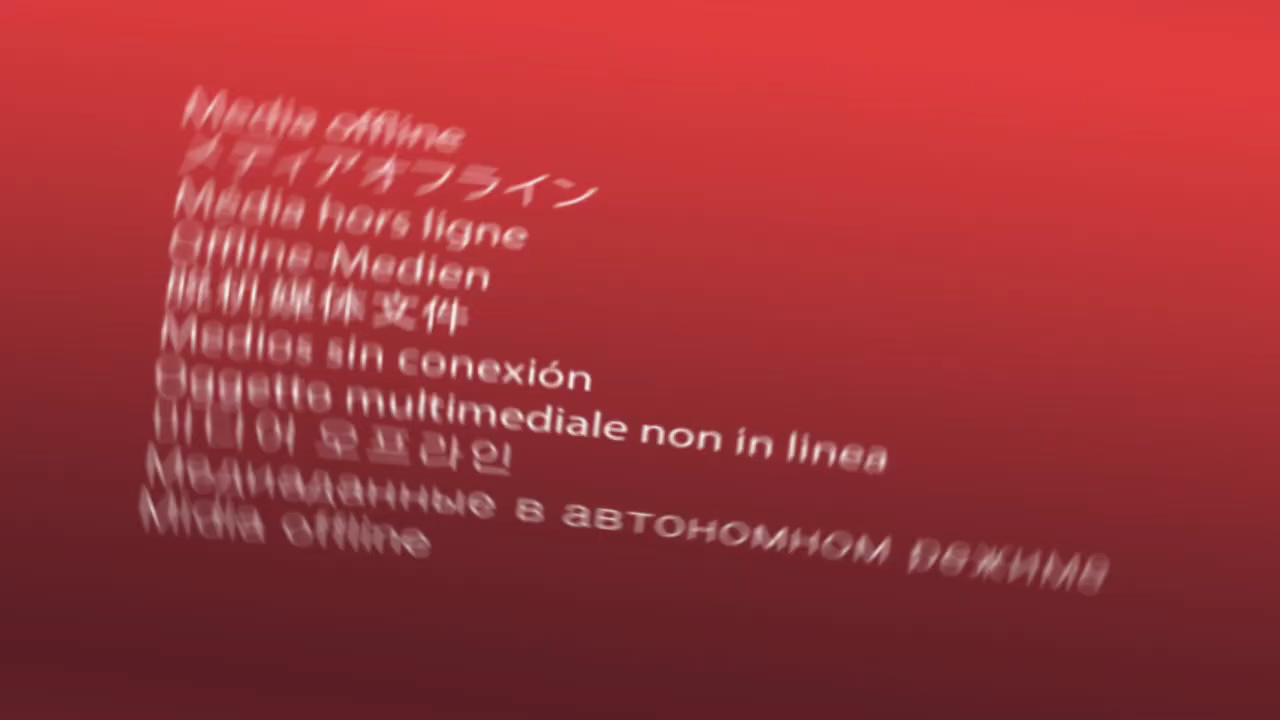 Media offline
メディアオフライン
Média hors ligne
Offline-Medien
脱机媒体文件
Medios sin conexión
Oggetto multimediale non in linea
미디어 오프라인
Медиаданные в автономном режиме
Mídia offline